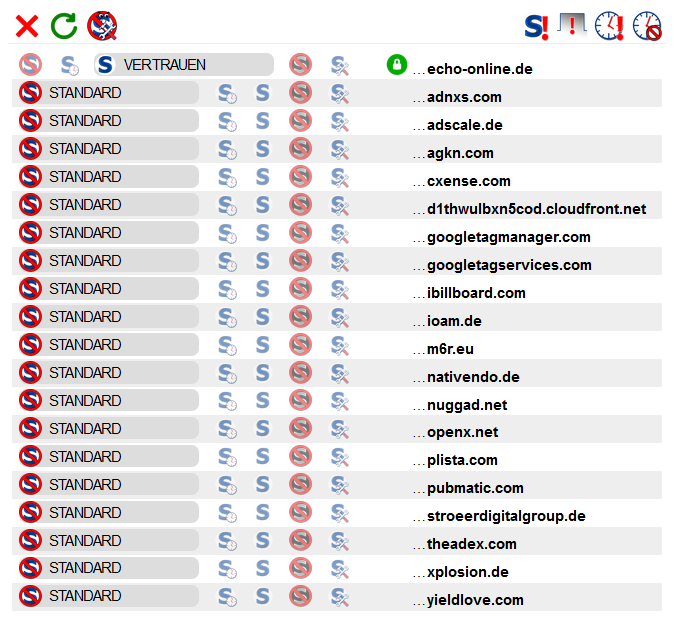 VERTRAUEN …echo-online.de
STANDARD …adnxs.com
STANDARD …adscale.de
STANDARD …agkn.com
STANDARD …cxense.com
STANDARD …d1thwulbxn5cod.cloudfront.net
STANDARD …googletagmanager.com
STANDARD …googletagservices.com
STANDARD …ibillboard.com
STANDARD …ioam.de
STANDARD …m6r.eu
STANDARD …nativendo.de
STANDARD …nuggad.net
STANDARD …openx.net
STANDARD …plista.com
STANDARD …pubmatic.com
STANDARD …stroeerdigitalgroup.de
STANDARD …theadex.com
STANDARD …xplosion.de
STANDARD …yieldlove.com